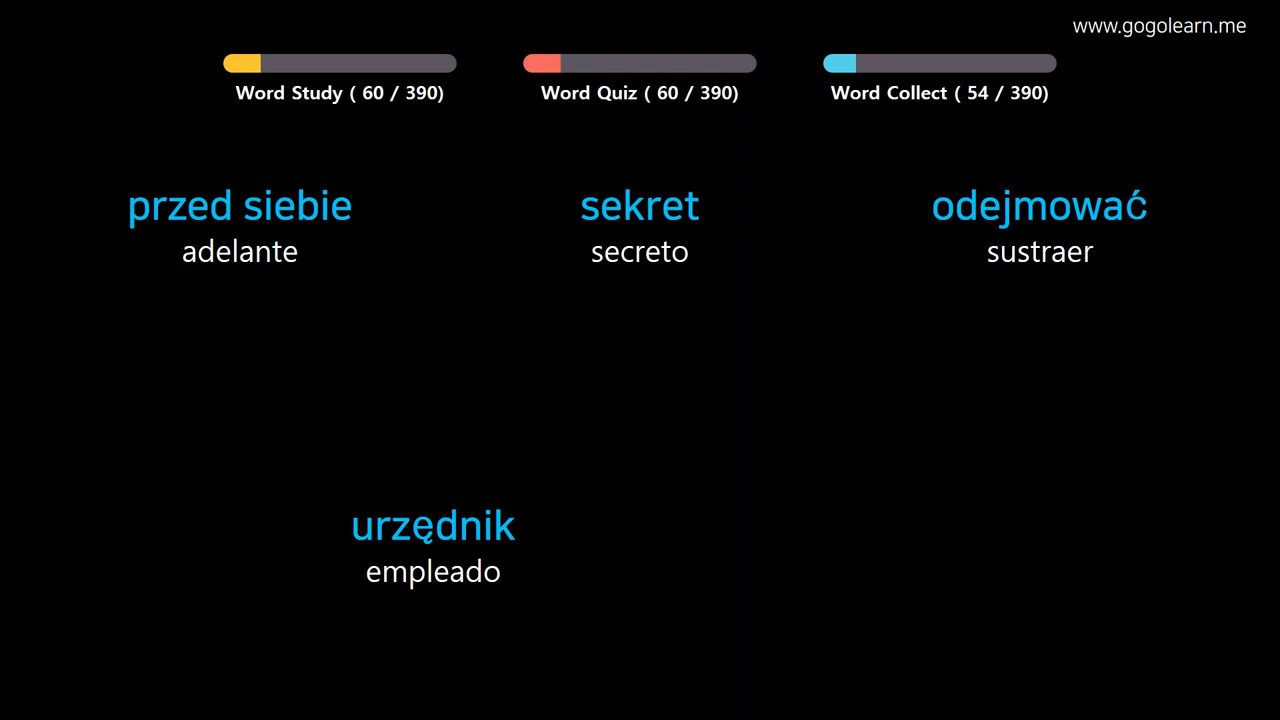 www.gogolearn.me
Word Study ( 60 / 390)
Word Quiz ( 60 / 390)
Word Collect ( 54 / 390)
przed siebie
adelante
sekret
secreto
odejmować
sustraer
urzędnik
empleado